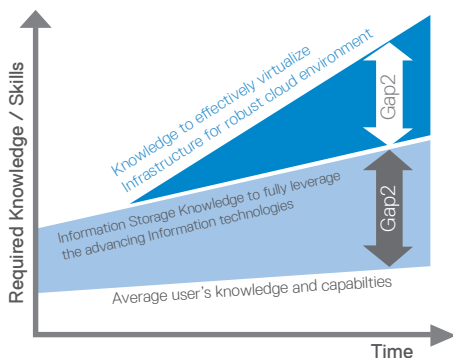 Required Knowledge / Skills
Knowledge to effectively virtualize
Infrastructure for robust cloud environment
Gap2
Information Storage Knowledge to fully leverage
the advancing Information technologies
Gap2
Average user's knowledge and capabilties
Time